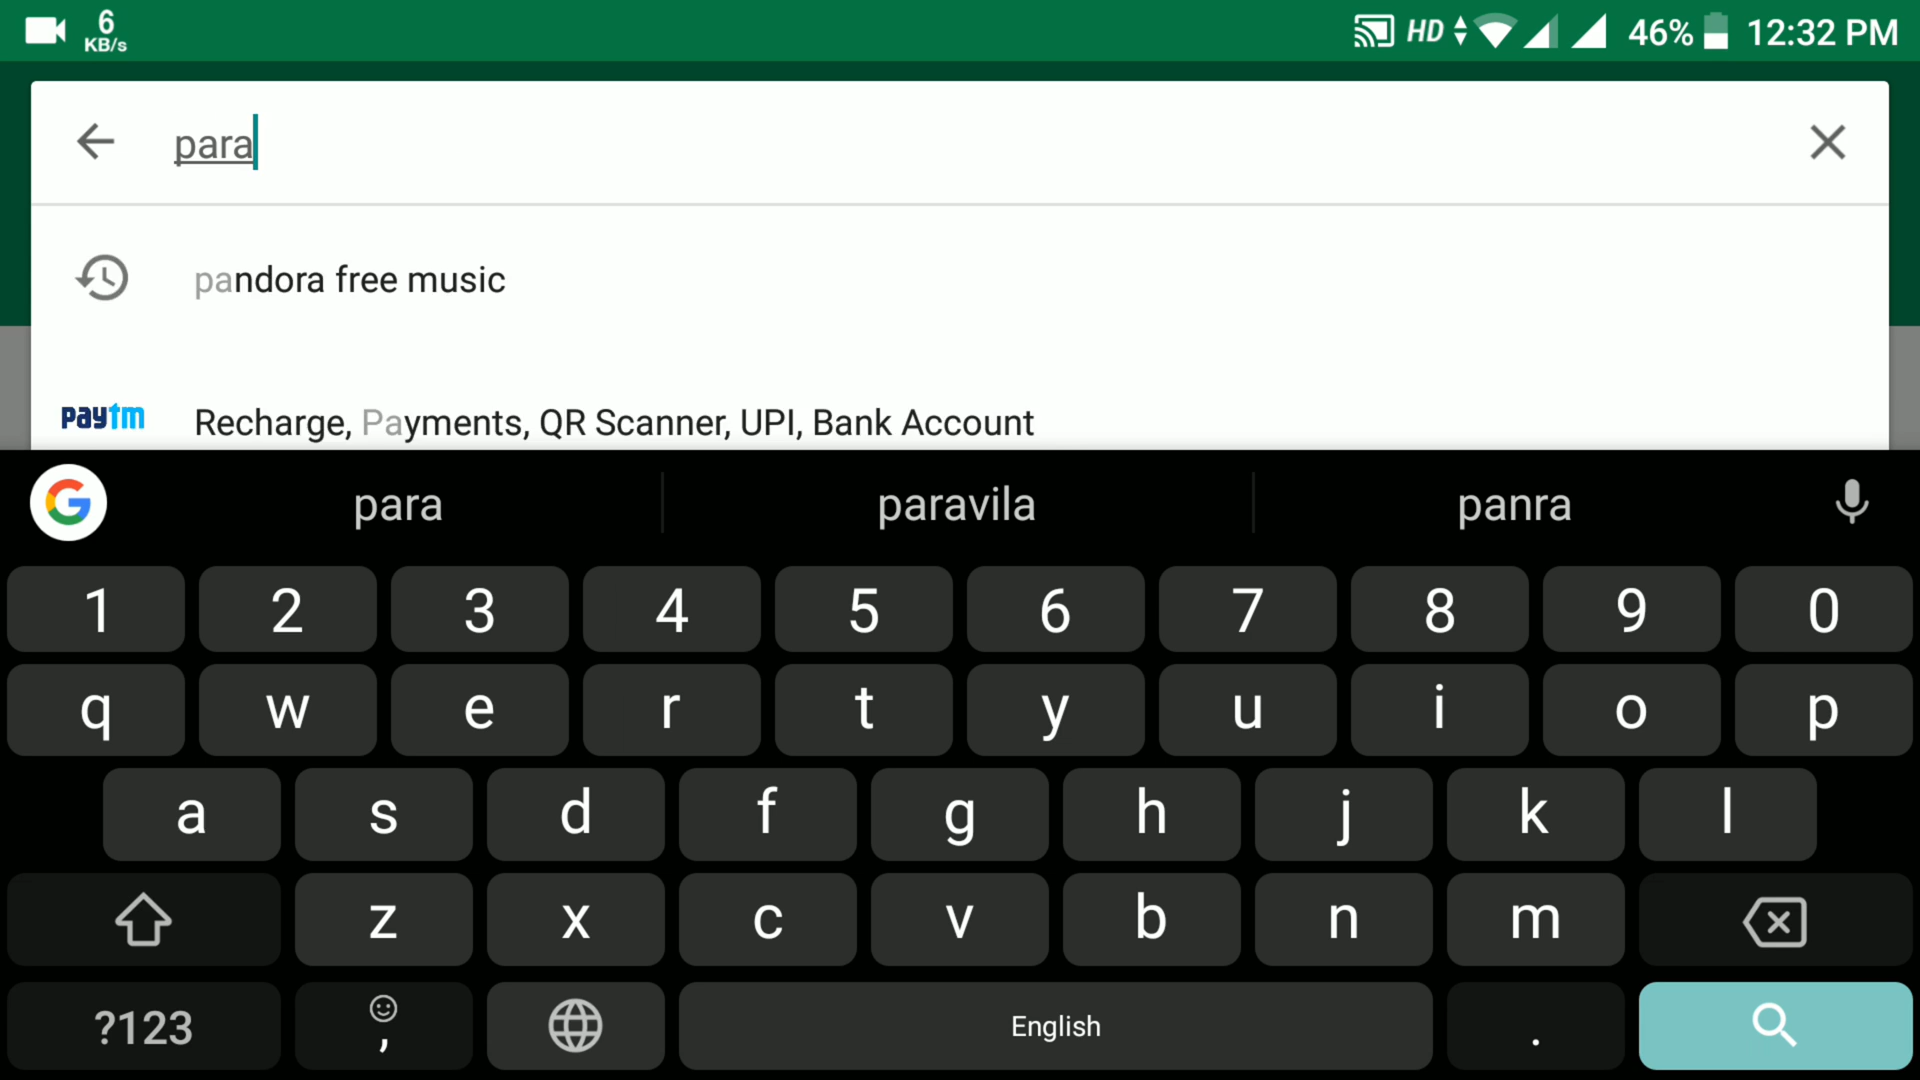 6
KB/s
HD 46% 12:32 PM
para
pandora free music
paytm Recharge, Payments, QR Scanner, UPI, Bank Account
G para paravila panra
1 2 3 4 5 6 7 8 9 0
q w e r t y u i o p
a s d f g h j k l
z x c v b n m
?123 , English .